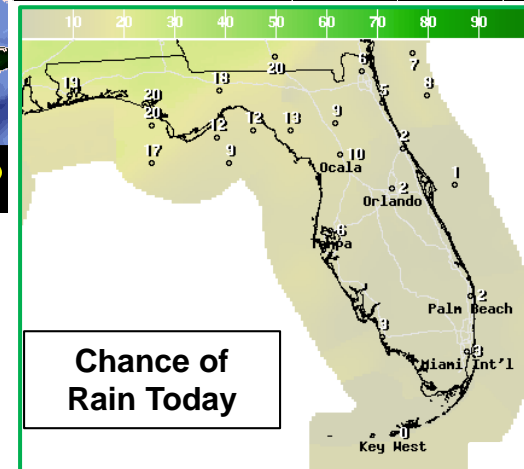 10 20 30 40 50 60 70 80 90
20 6 7
19 18 8
20 5
20 9
12 12 13 2
17 9 10
Ocala
2 1
Orlando
6
Tampa
2
Palm Beach
3
3
Miami Int'l
Chance of
Rain Today
0
Key West